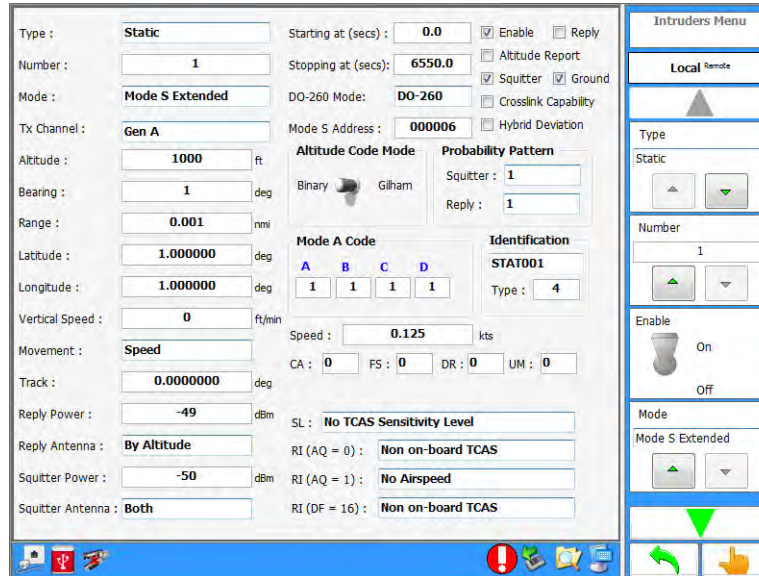 Type : Static
Number : 1
Mode : Mode S Extended
Tx Channel : Gen A
Altitude : 1000 ft
Bearing : 1 deg
Range : 0.001 nmi
Latitude : 1.000000 deg
Longitude : 1.000000 deg
Vertical Speed : 0 ft/min
Movement : Speed
Track : 0.0000000 deg
Reply Power : -49 dBm
Reply Antenna : By Altitude
Squitter Power : -50 dBm
Squitter Antenna : Both
Starting at (secs) : 0.0
Stopping at (secs): 6550.0
DO-260 Mode: DO-260
Mode S Address : 000006
Enable Reply
Altitude Report
Squitter Ground
Crosslink Capability
Hybrid Deviation
Altitude Code Mode
Binary Gilham
Probability Pattern
Squitter : 1
Reply : 1
Mode A Code
A B C D
1 1 1 1
Identification
STAT001
Type : 4
Speed : 0.125 kts
CA : 0 FS : 0 DR : 0 UM : 0
SL : No TCAS Sensitivity Level
RI (AQ = 0) : Non on-board TCAS
RI (AQ = 1) : No Airspeed
RI (DF = 16) : Non on-board TCAS
Intruders Menu
Local Remote
Type
Static
Number
1
Enable
On
Off
Mode
Mode S Extended